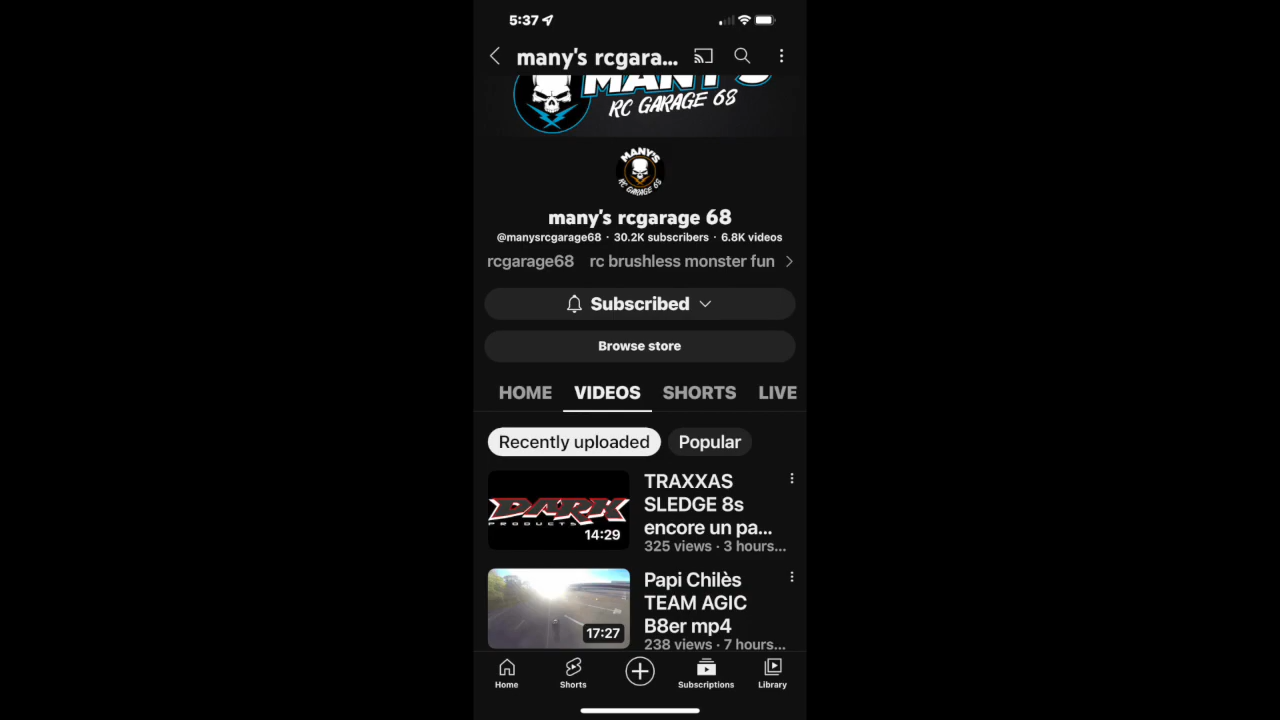 5:37
many's rcgara...
MANY'S
RC GARAGE 68
MANY'S
RC GARAGE 68
many's rcgarage 68
@manysrcgarage68 · 30.2K subscribers · 6.8K videos
rcgarage68 rc brushless monster fun
Subscribed
Browse store
HOME VIDEOS SHORTS LIVE
Recently uploaded Popular
DARK
PRODUCTS
14:29
TRAXXAS
SLEDGE 8s
encore un pa...
325 views · 3 hours...
17:27
Papi Chilès
TEAM AGIC
B8er mp4
238 views · 7 hours...
Home Shorts Subscriptions Library